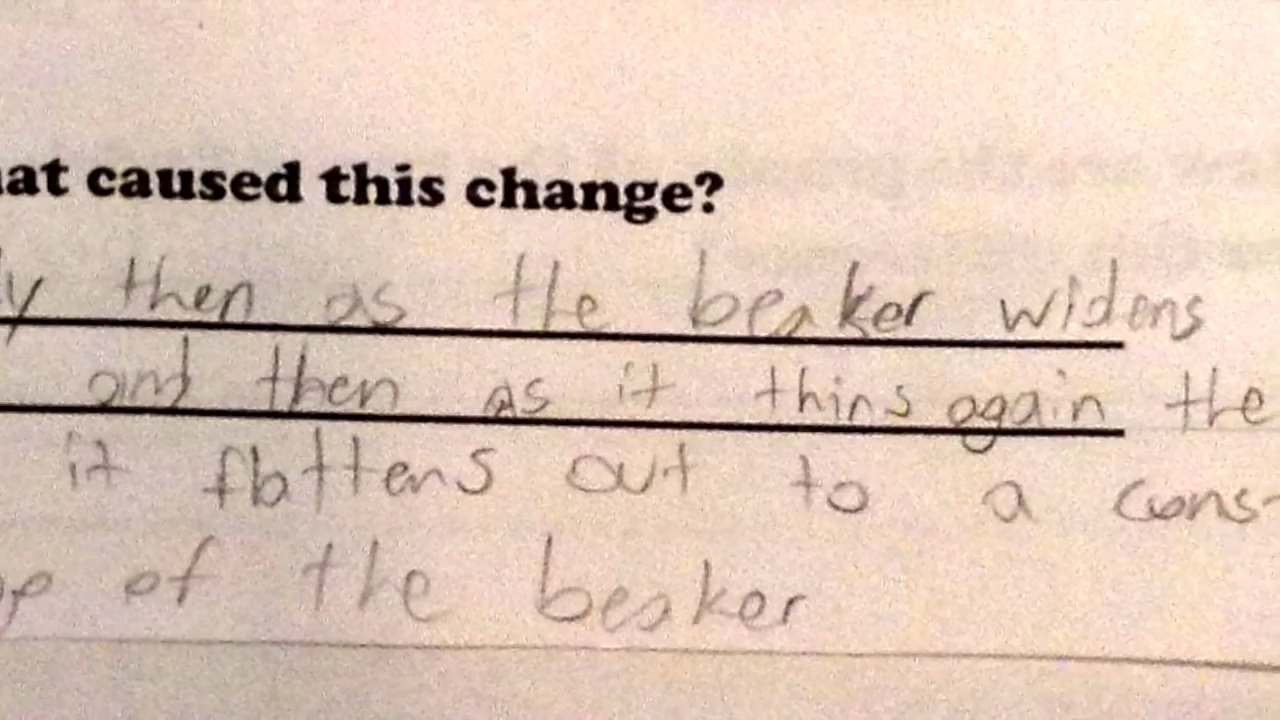 at caused this change?
y then as the beaker widens
and then as it thins again the
it flattens out to a cons-
of the beaker